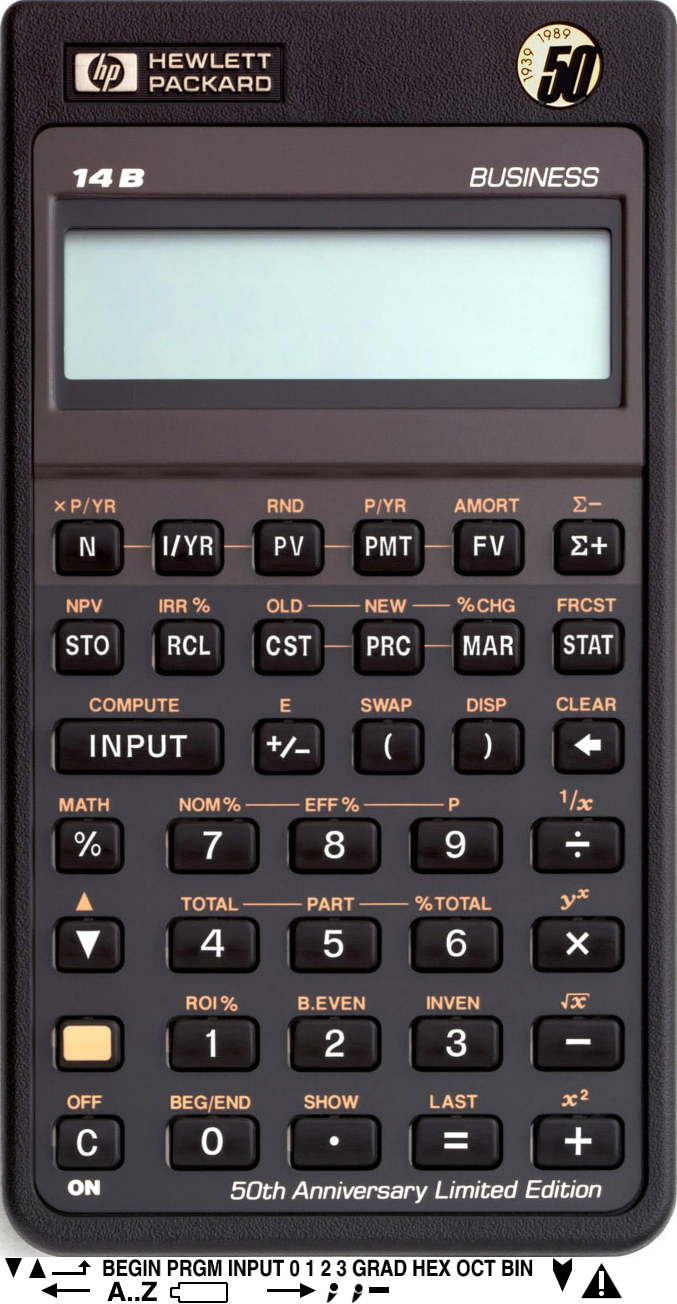 hp HEWLETT PACKARD
1939 1989
50
14 B BUSINESS
×P/YR RND P/YR AMORT Σ−
N I/YR PV PMT FV Σ+
NPV IRR % OLD NEW %CHG FRCST
STO RCL CST PRC MAR STAT
COMPUTE E SWAP DISP CLEAR
INPUT +/− ( ) ←
MATH NOM% EFF% P 1/x
% 7 8 9 ÷
▲ TOTAL PART %TOTAL yˣ
▼ 4 5 6 ×
ROI% B.EVEN INVEN √x
1 2 3 −
OFF BEG/END SHOW LAST x²
C 0 · = +
ON 50th Anniversary Limited Edition
▼ ▲ BEGIN PRGM INPUT 0 1 2 3 GRAD HEX OCT BIN
← A..Z → ; ; − !